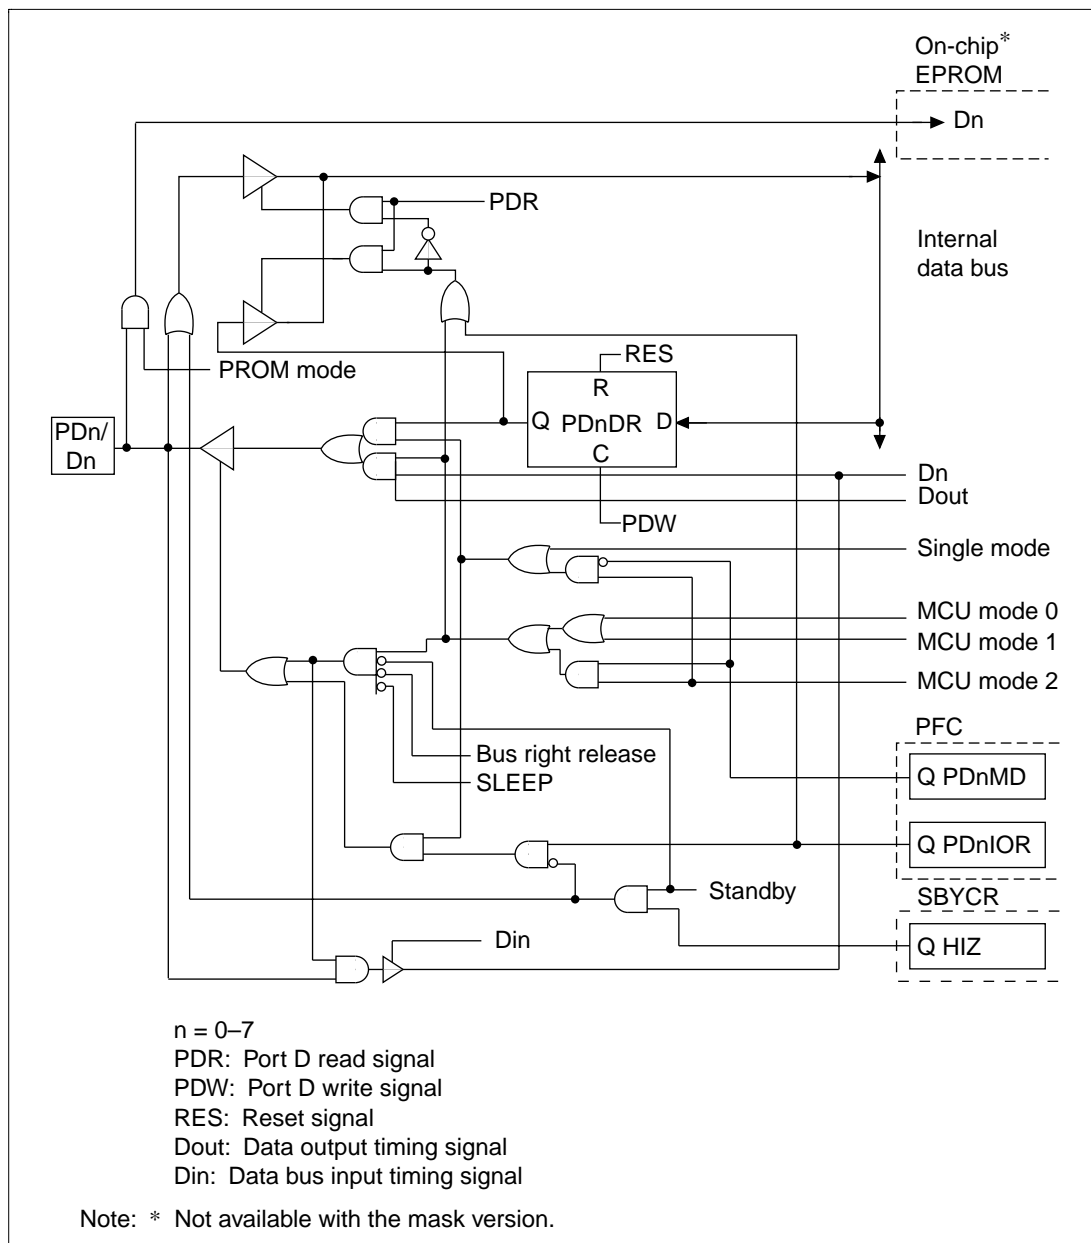 On-chip*
EPROM
Dn
PDR
Internal
data bus
PROM mode
RES
R
Q PDnDR D
C
PDn/
Dn
Dn
Dout
PDW
Single mode
MCU mode 0
MCU mode 1
MCU mode 2
PFC
Bus right release
SLEEP
Q PDnMD
Q PDnIOR
Standby
SBYCR
Din
Q HIZ
n = 0–7
PDR: Port D read signal
PDW: Port D write signal
RES: Reset signal
Dout: Data output timing signal
Din: Data bus input timing signal
Note: * Not available with the mask version.